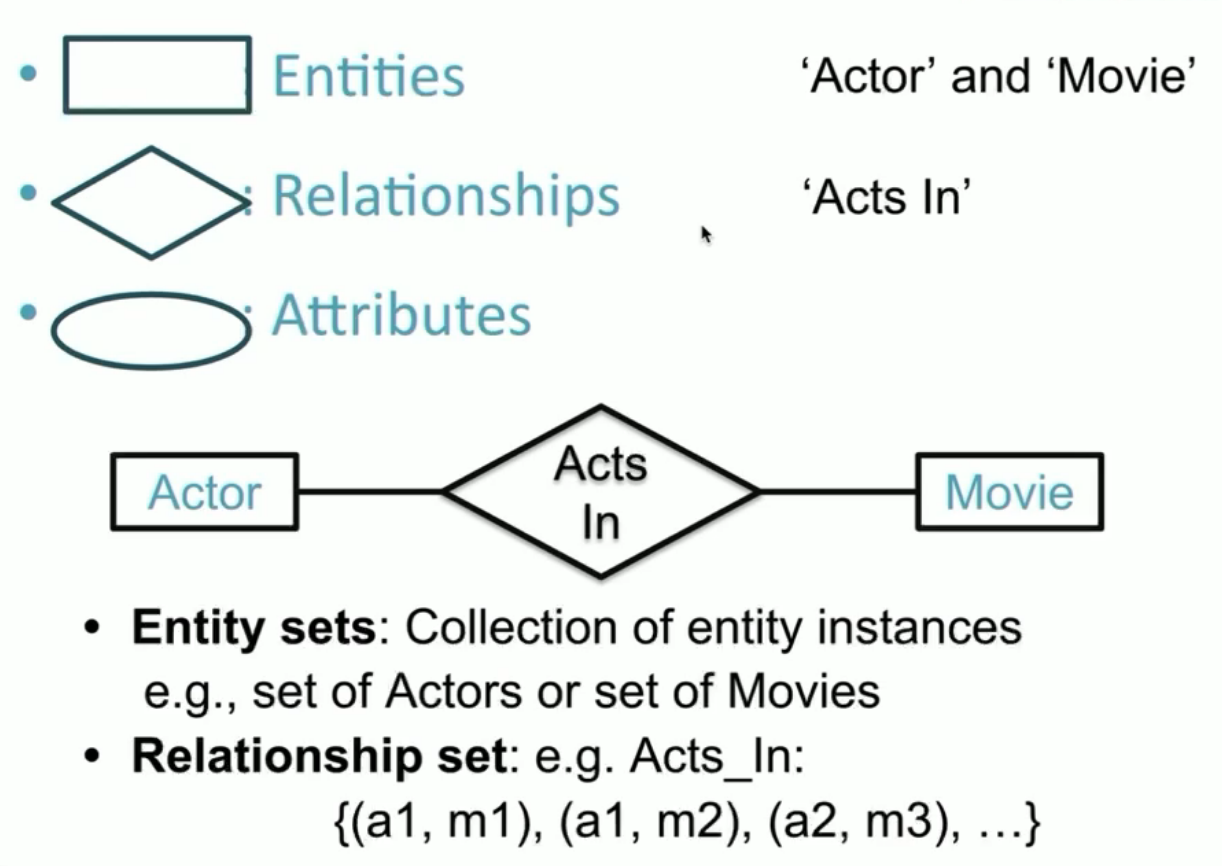 • Entities ‘Actor’ and ‘Movie’
• : Relationships ‘Acts In’
• : Attributes
Actor
Acts
In
Movie
• Entity sets: Collection of entity instances
e.g., set of Actors or set of Movies
• Relationship set: e.g. Acts_In:
{(a1, m1), (a1, m2), (a2, m3), …}